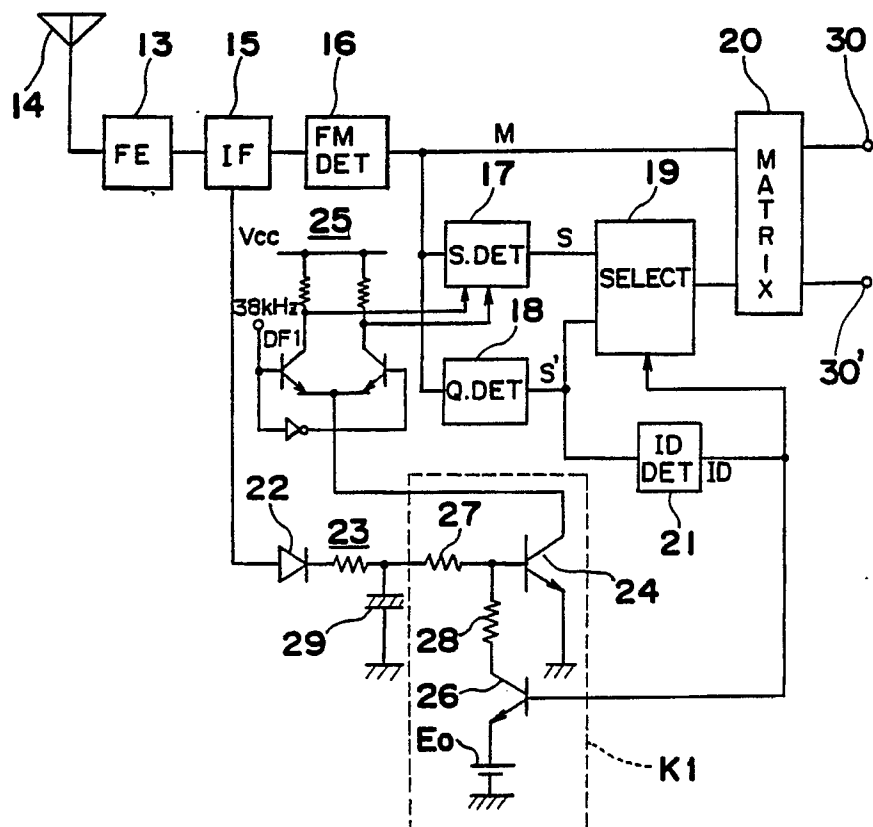 13
15
16
20
30
14
FE
IF
FM
DET
M
MATRIX
17
19
25
Vcc
S.DET
S
SELECT
38kHz
DF1
18
30'
Q.DET
S'
ID
DET
ID
22
23
27
21
24
29
28
26
Eo
K1